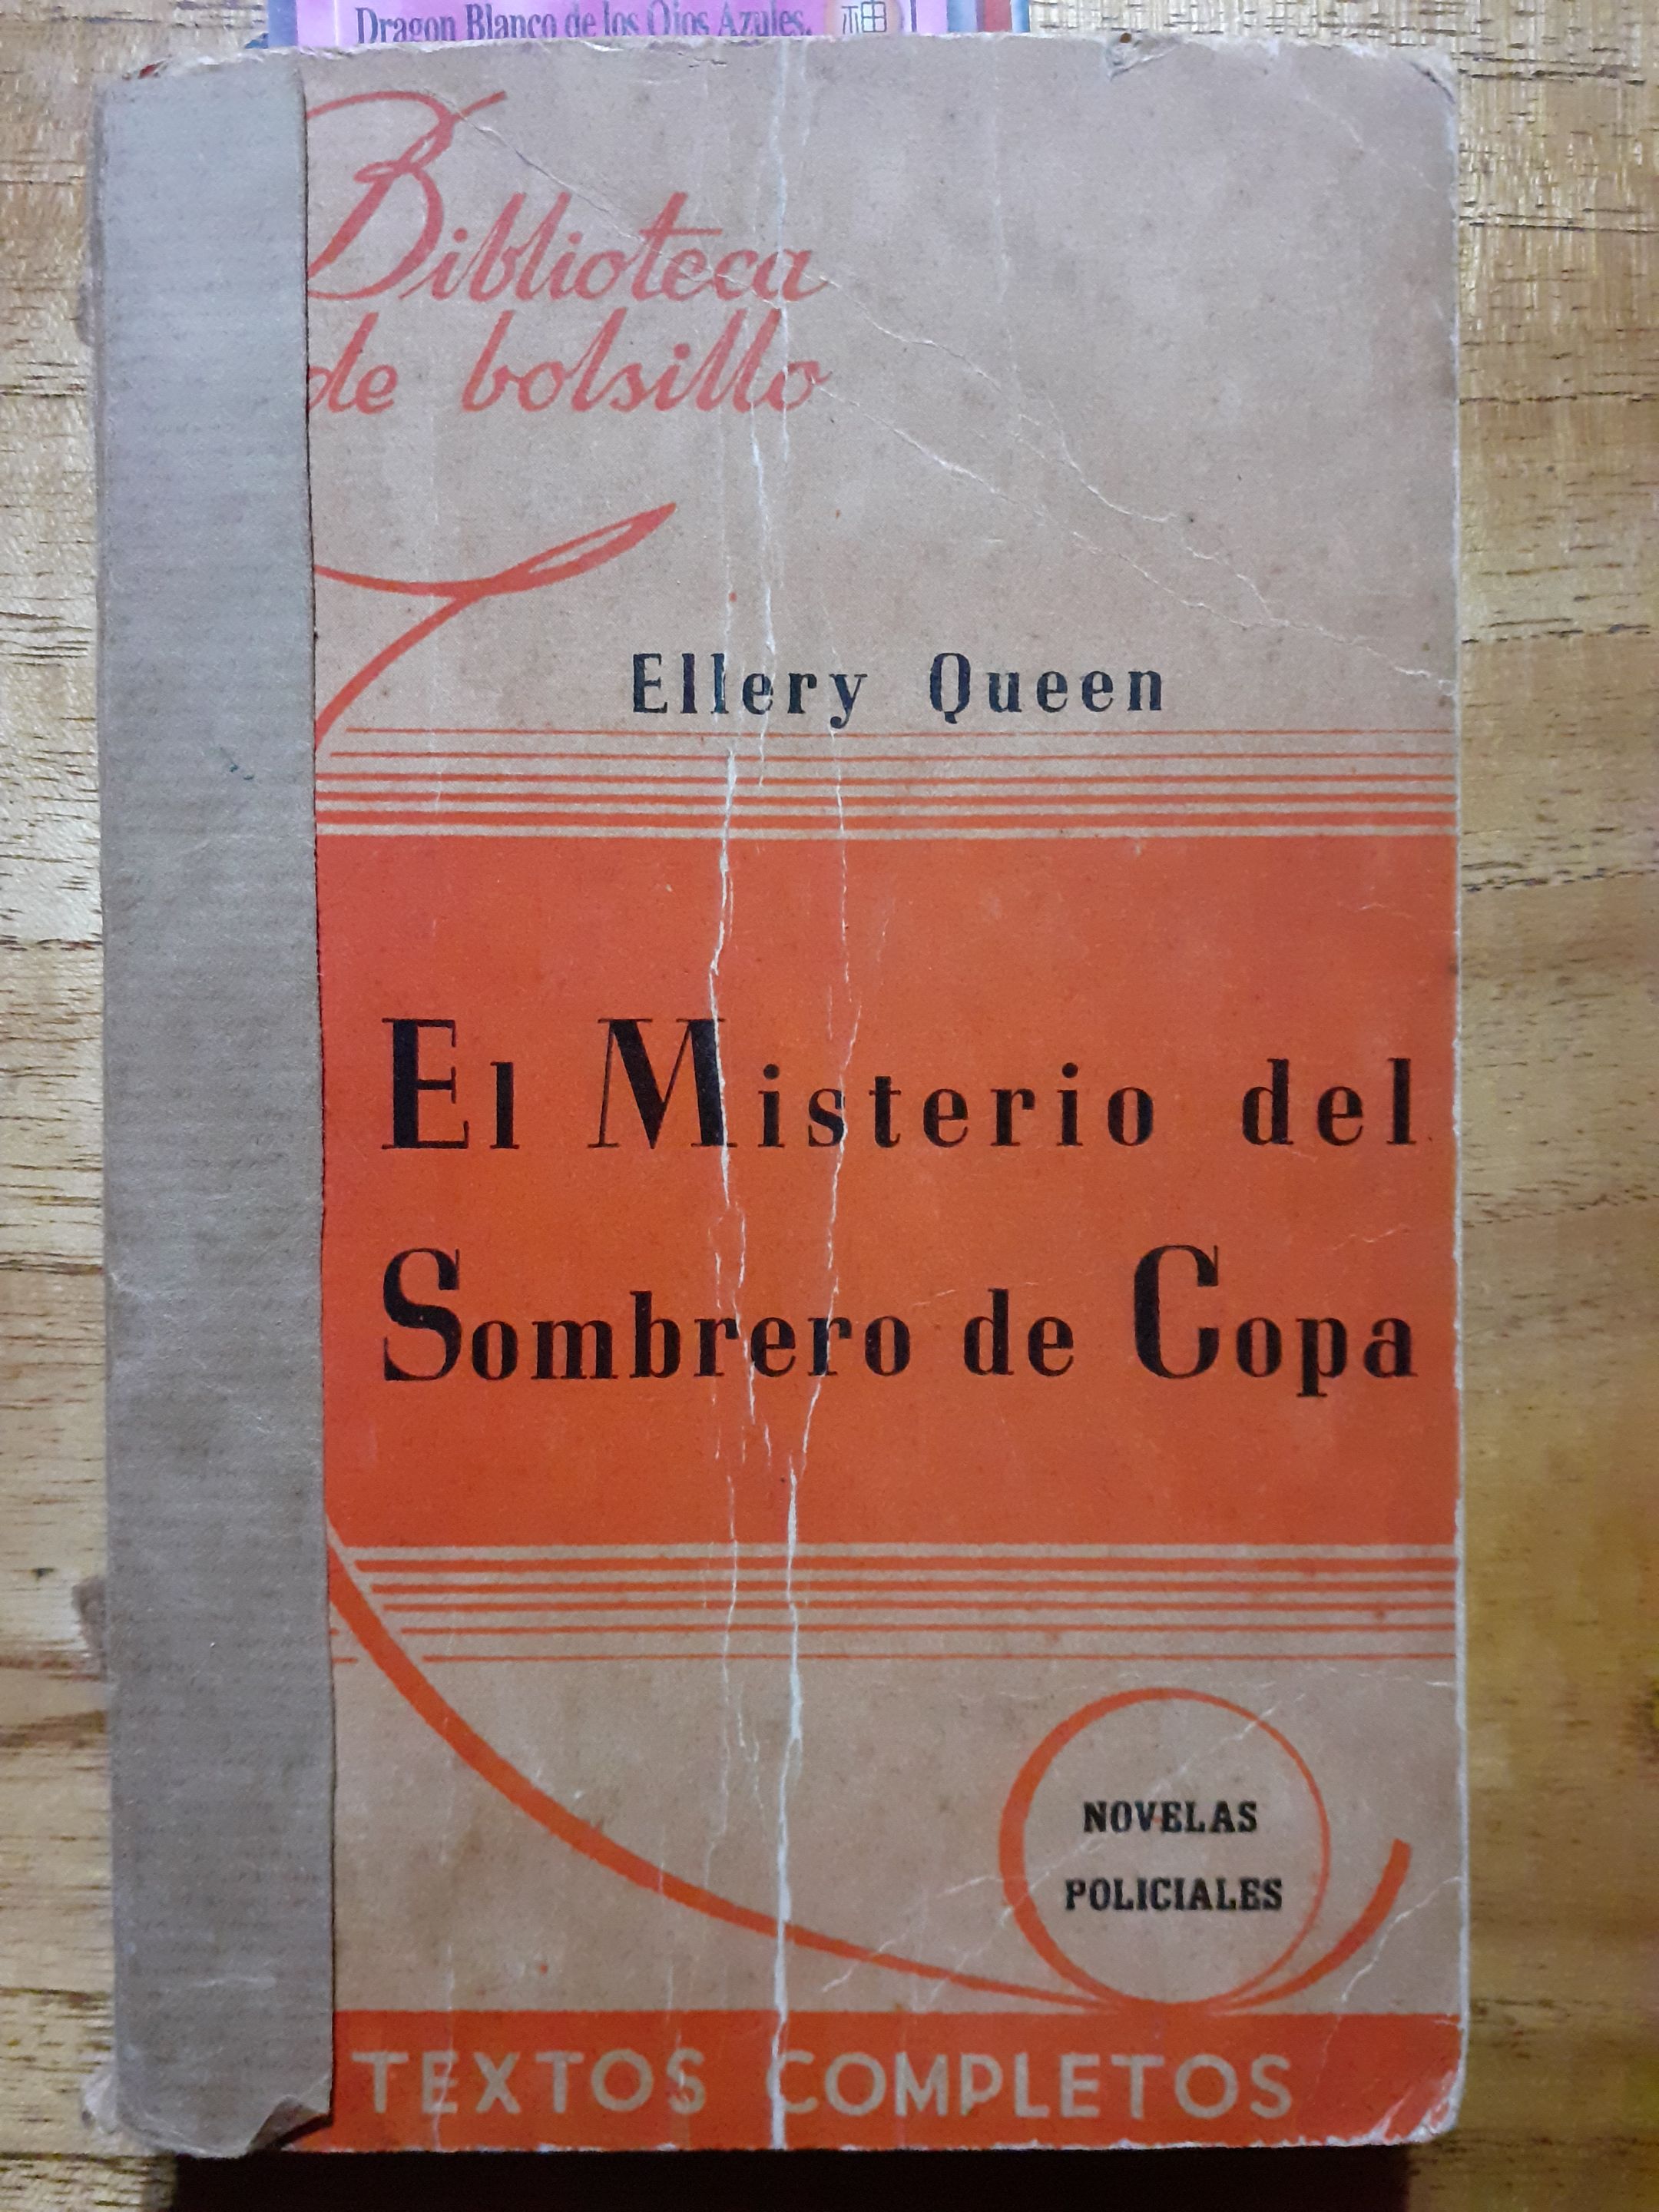 Dragon Blanco de los Ojos Azules.
Biblioteca
de bolsillo
Ellery Queen
El Misterio del
Sombrero de Copa
NOVELAS
POLICIALES
TEXTOS COMPLETOS